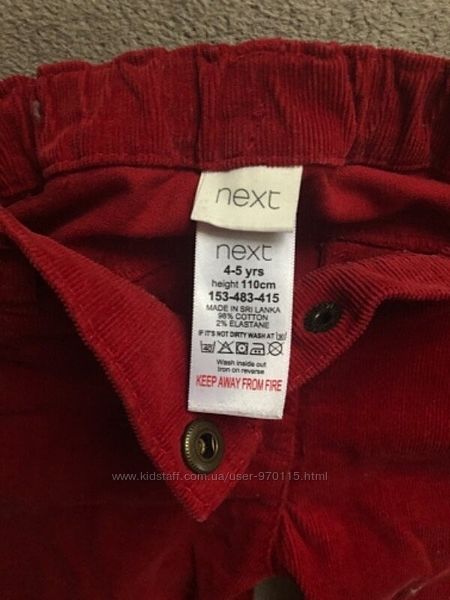 next
next
4-5 yrs
height 110cm
153-483-415
MADE IN SRI LANKA
98% COTTON
2% ELASTANE
IF IT'S NOT DIRTY WASH AT 30
40
Wash inside out
Iron on reverse
KEEP AWAY FROM FIRE
www.kidstaff.com.ua/user-970115.html